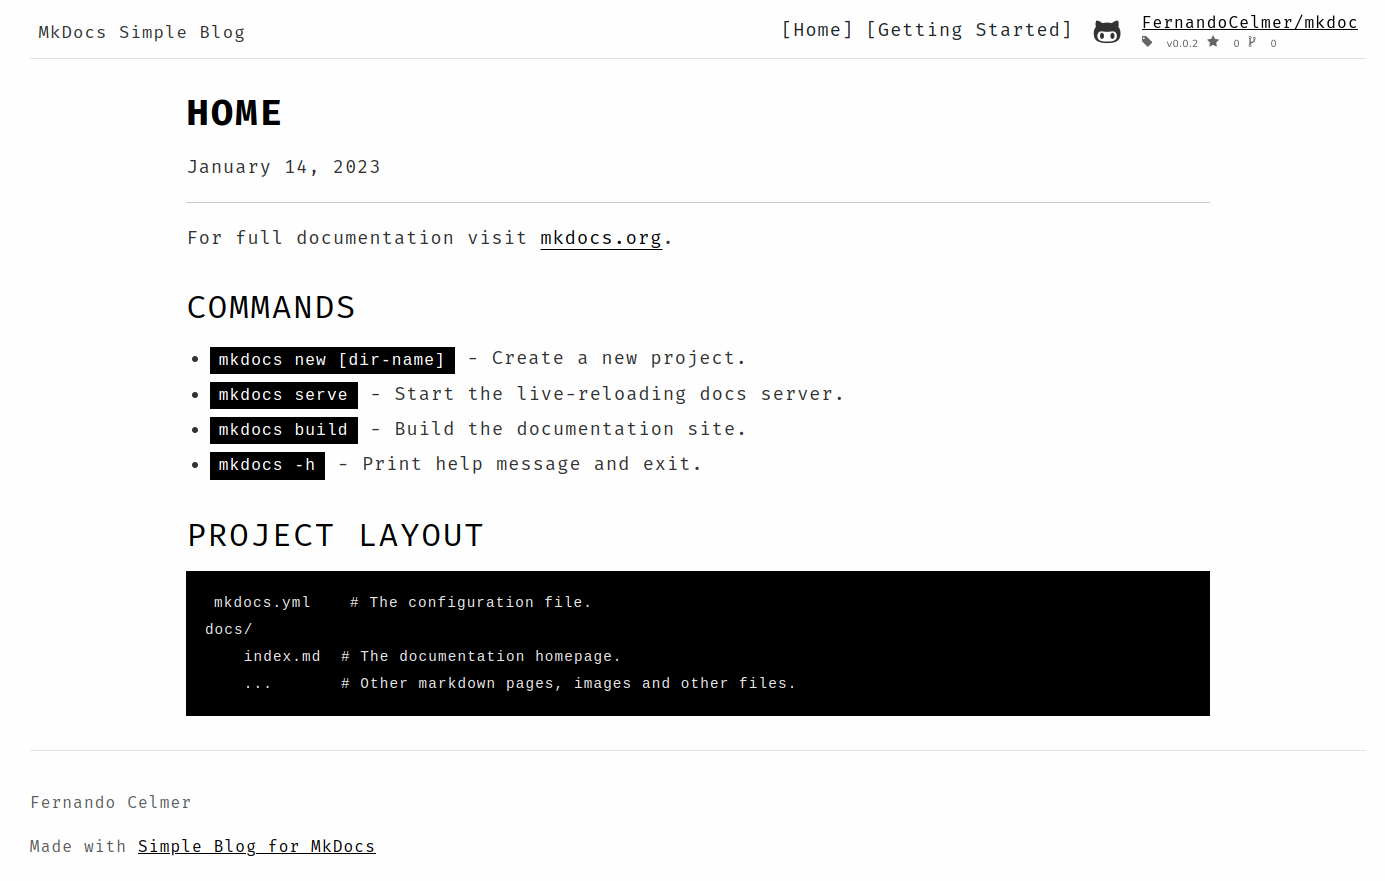 MkDocs Simple Blog
[Home] [Getting Started]
FernandoCelmer/mkdoc
v0.0.2 0 0
HOME
January 14, 2023
For full documentation visit mkdocs.org.
COMMANDS
• mkdocs new [dir-name] - Create a new project.
• mkdocs serve - Start the live-reloading docs server.
• mkdocs build - Build the documentation site.
• mkdocs -h - Print help message and exit.
PROJECT LAYOUT
mkdocs.yml    # The configuration file.
docs/
    index.md  # The documentation homepage.
    ...       # Other markdown pages, images and other files.
Fernando Celmer
Made with Simple Blog for MkDocs